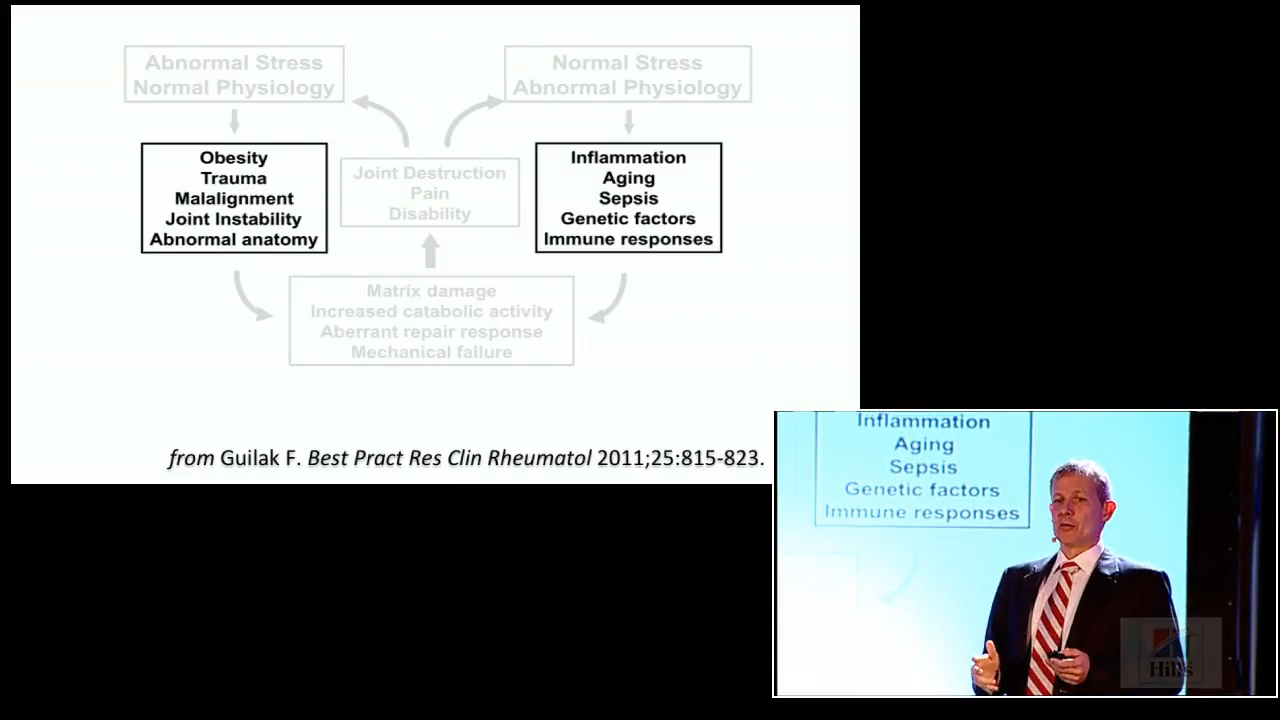 Abnormal Stress
Normal Physiology
Normal Stress
Abnormal Physiology
Obesity
Trauma
Malalignment
Joint Instability
Abnormal anatomy
Joint Destruction
Pain
Disability
Inflammation
Aging
Sepsis
Genetic factors
Immune responses
Matrix damage
Increased catabolic activity
Aberrant repair response
Mechanical failure
from Guilak F. Best Pract Res Clin Rheumatol 2011;25:815-823.
Inflammation
Aging
Sepsis
Genetic factors
Immune responses
Hill's